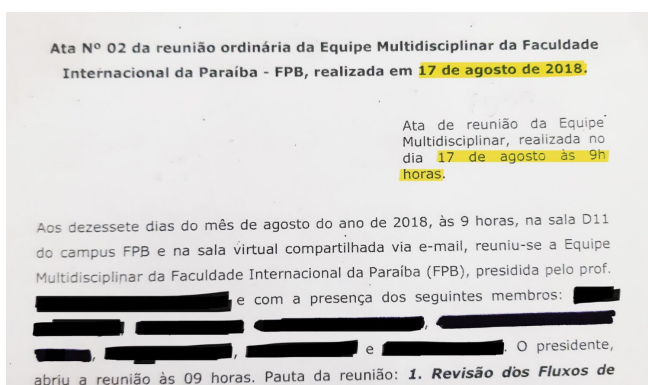 Ata Nº 02 da reunião ordinária da Equipe Multidisciplinar da Faculdade
Internacional da Paraíba - FPB, realizada em 17 de agosto de 2018.
Ata de reunião da Equipe
Multidisciplinar, realizada no
dia 17 de agosto às 9h
horas.
Aos dezessete dias do mês de agosto do ano de 2018, às 9 horas, na sala D11
do campus FPB e na sala virtual compartilhada via e-mail, reuniu-se a Equipe
Multidisciplinar da Faculdade Internacional da Paraíba (FPB), presidida pelo prof.
e com a presença dos seguintes membros:
,
, , e . O presidente,
abriu a reunião às 09 horas. Pauta da reunião: 1. Revisão dos Fluxos de